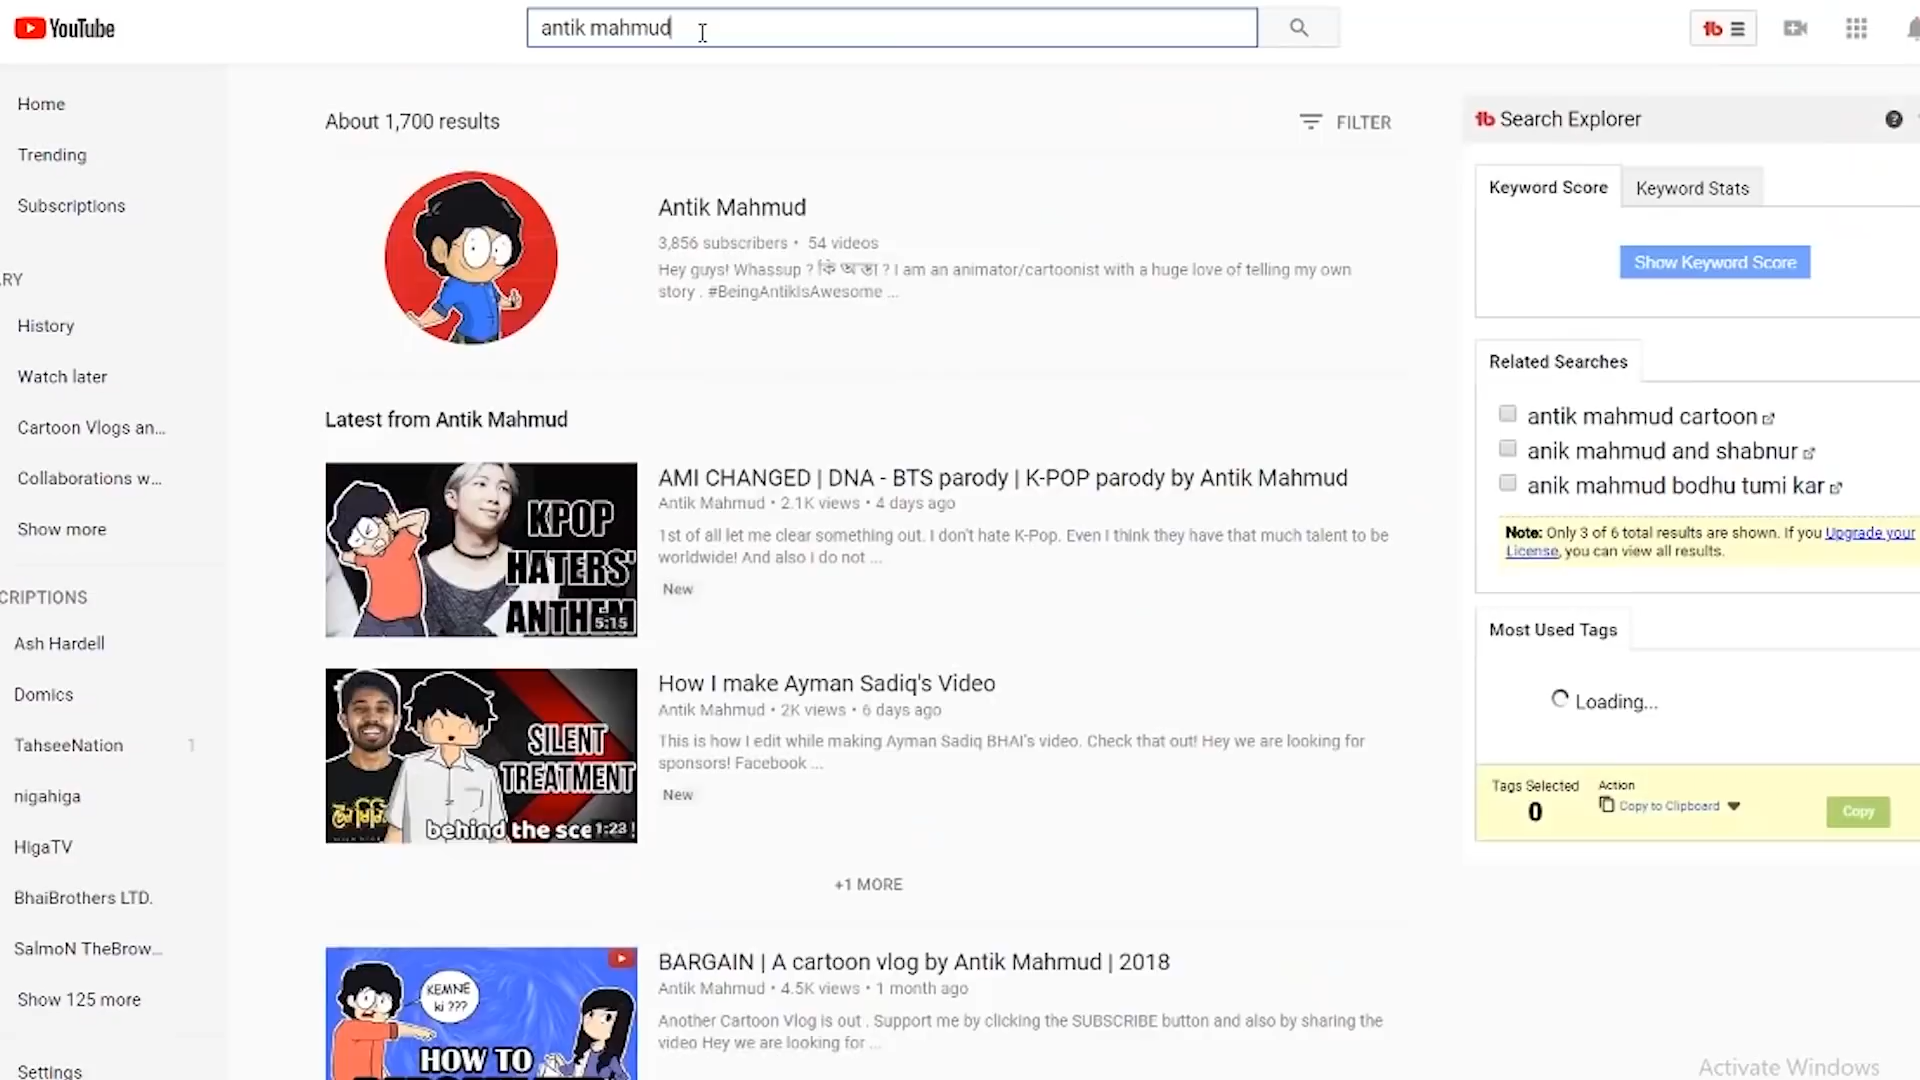 YouTube
antik mahmud
Home
Trending
Subscriptions
RY
History
Watch later
Cartoon Vlogs an...
Collaborations w...
Show more
CRIPTIONS
Ash Hardell
Domics
TahseeNation 1
nigahiga
HigaTV
BhaiBrothers LTD.
SalmoN TheBrow...
Show 125 more
Settings
About 1,700 results
FILTER
Antik Mahmud
3,856 subscribers • 54 videos
Hey guys! Whassup ? কি অবস্তা ? I am an animator/cartoonist with a huge love of telling my own
story . #BeingAntikIsAwesome ...
Latest from Antik Mahmud
KPOP
HATERS'
ANTHEM
5:15
AMI CHANGED | DNA - BTS parody | K-POP parody by Antik Mahmud
Antik Mahmud • 2.1K views • 4 days ago
1st of all let me clear something out. I don't hate K-Pop. Even I think they have that much talent to be
worldwide! And also I do not ...
New
SILENT
TREATMENT
behind the sce !
1:23
How I make Ayman Sadiq's Video
Antik Mahmud • 2K views • 6 days ago
This is how I edit while making Ayman Sadiq BHAI's video. Check that out! Hey we are looking for
sponsors! Facebook ...
New
+1 MORE
KEMNE
ki ???
HOW TO
BARGAIN | A cartoon vlog by Antik Mahmud | 2018
Antik Mahmud • 4.5K views • 1 month ago
Another Cartoon Vlog is out . Support me by clicking the SUBSCRIBE button and also by sharing the
video Hey we are looking for ...
tb
tb Search Explorer
Keyword Score Keyword Stats
Show Keyword Score
Related Searches
antik mahmud cartoon
anik mahmud and shabnur
anik mahmud bodhu tumi kar
Note: Only 3 of 6 total results are shown. If you Upgrade your
License, you can view all results.
Most Used Tags
Loading...
Tags Selected
0
Action
Copy to Clipboard
Copy
Activate Windows